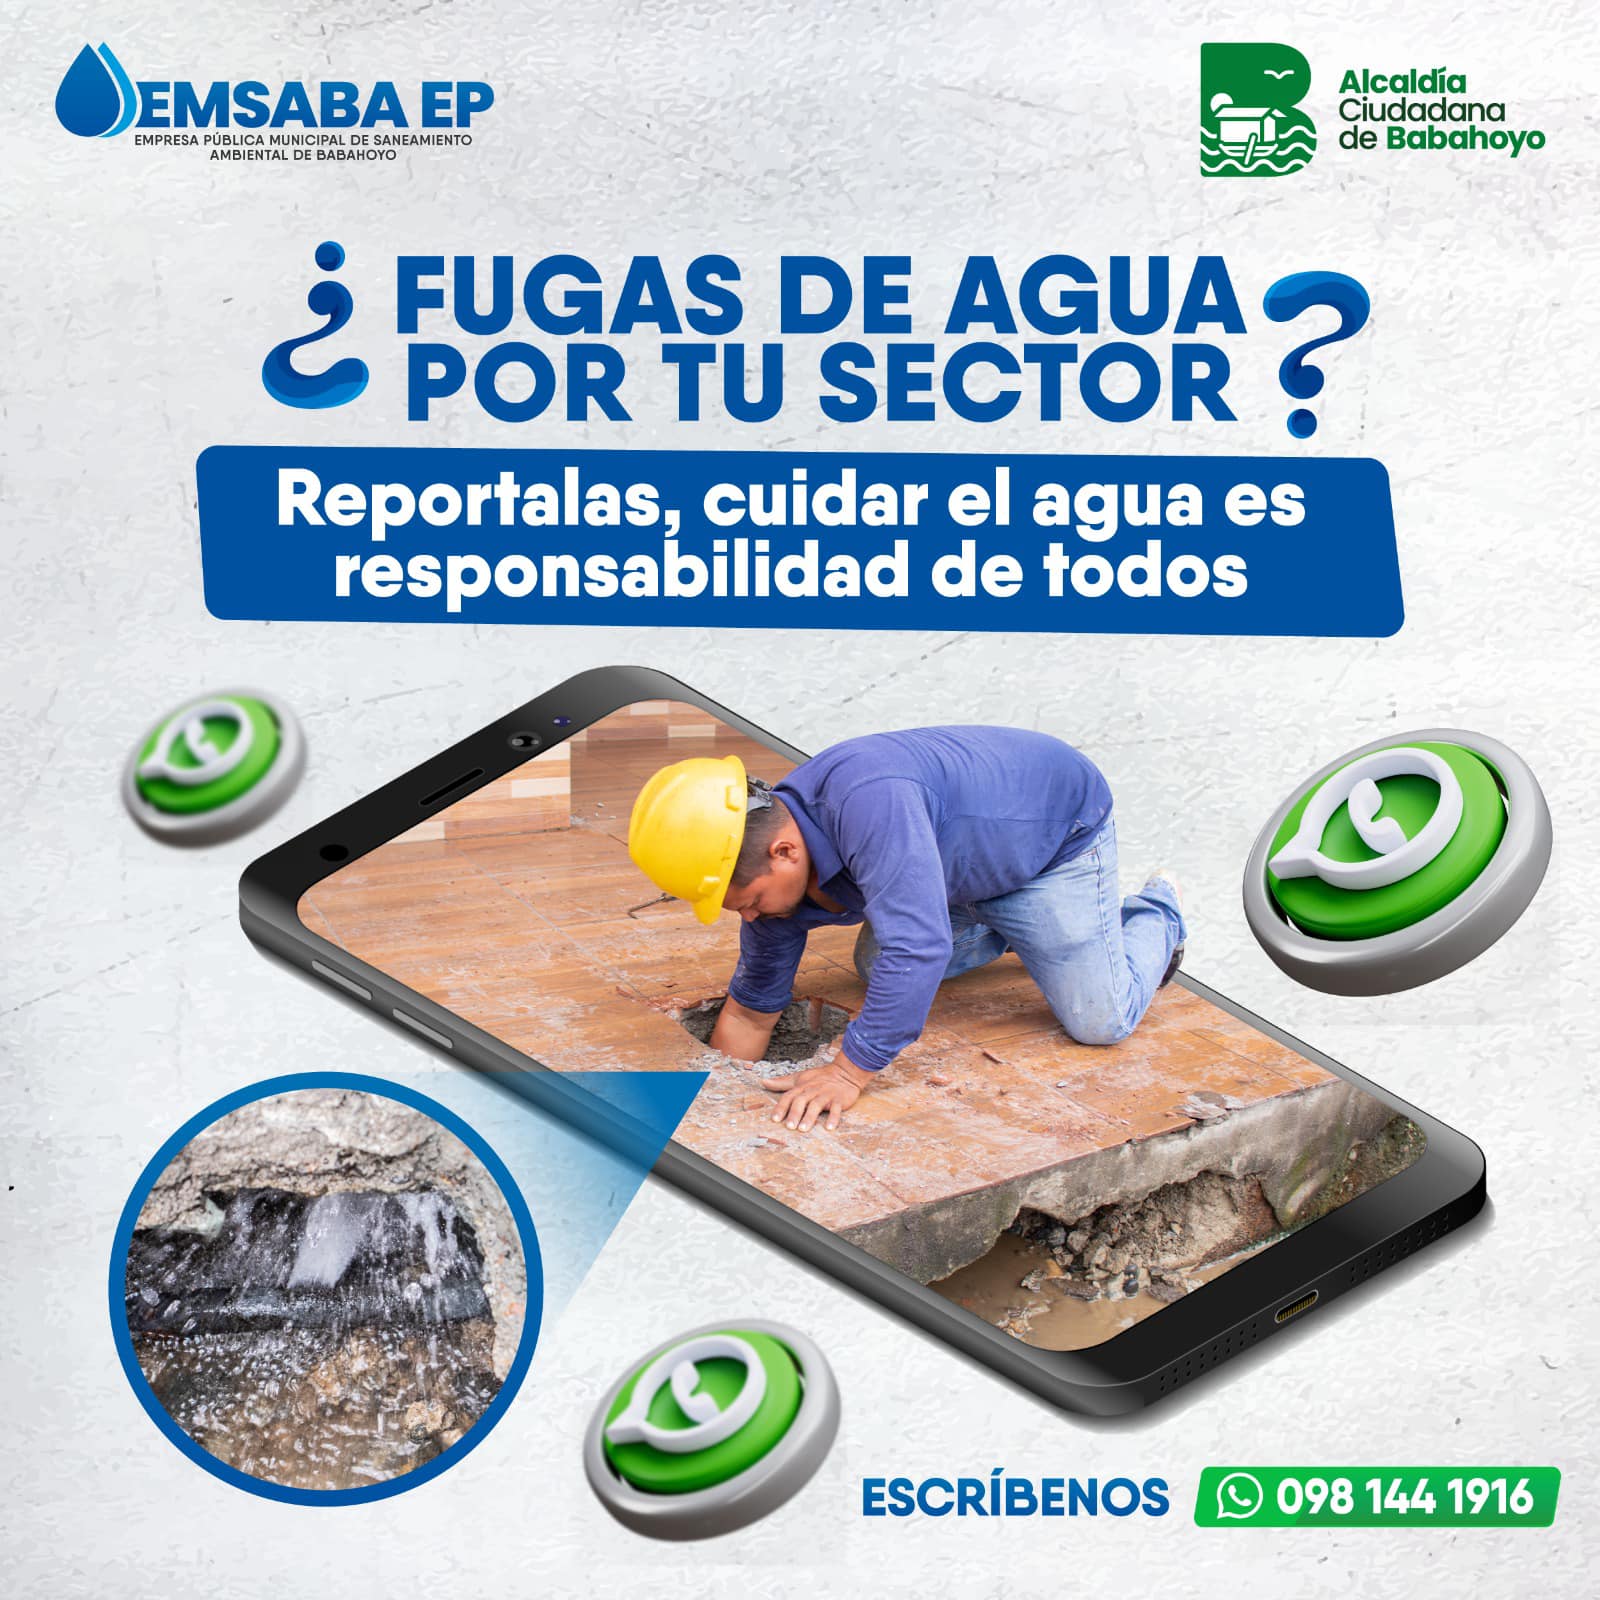 EMSABA EP
EMPRESA PÚBLICA MUNICIPAL DE SANEAMIENTO
AMBIENTAL DE BABAHOYO
Alcaldía
Ciudadana
de Babahoyo
¿FUGAS DE AGUA
POR TU SECTOR?
Reportalas, cuidar el agua es
responsabilidad de todos
ESCRÍBENOS 098 144 1916